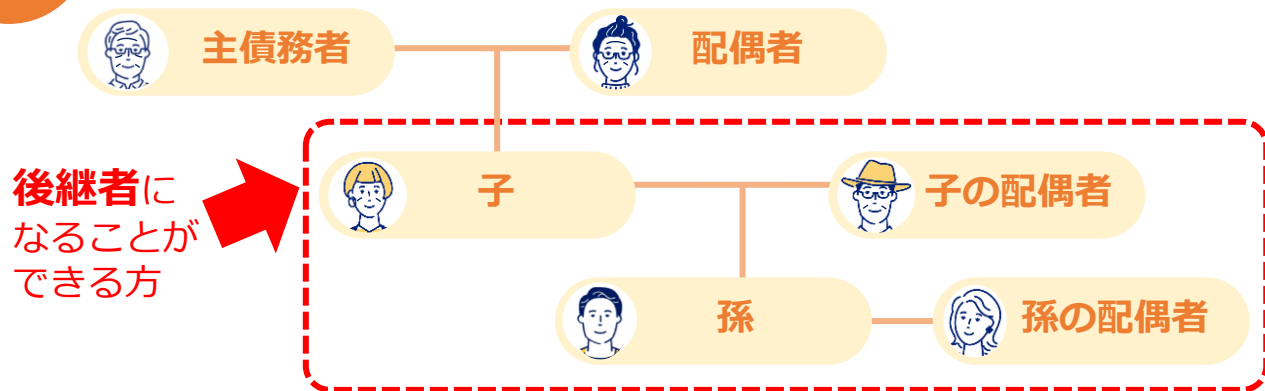 主債務者
配偶者
後継者に
なることが
できる方
子
子の配偶者
孫
孫の配偶者